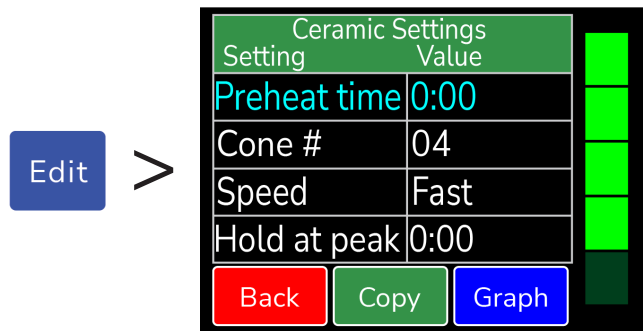 Edit
>
Ceramic Settings
Setting Value
Preheat time 0:00
Cone # 04
Speed Fast
Hold at peak 0:00
Back Copy Graph